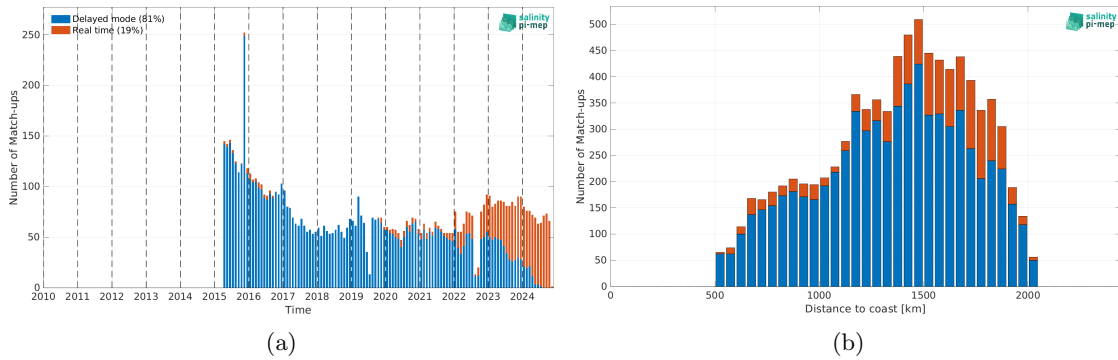 Delayed mode (81%)
Real time (19%)
salinity
pi-mep
Number of Match-ups
250
200
150
100
50
0
2010 2011 2012 2013 2014 2015 2016 2017 2018 2019 2020 2021 2022 2023 2024
Time
(a)
salinity
pi-mep
Number of Match-ups
500
450
400
350
300
250
200
150
100
50
0
0 500 1000 1500 2000
Distance to coast [km]
(b)